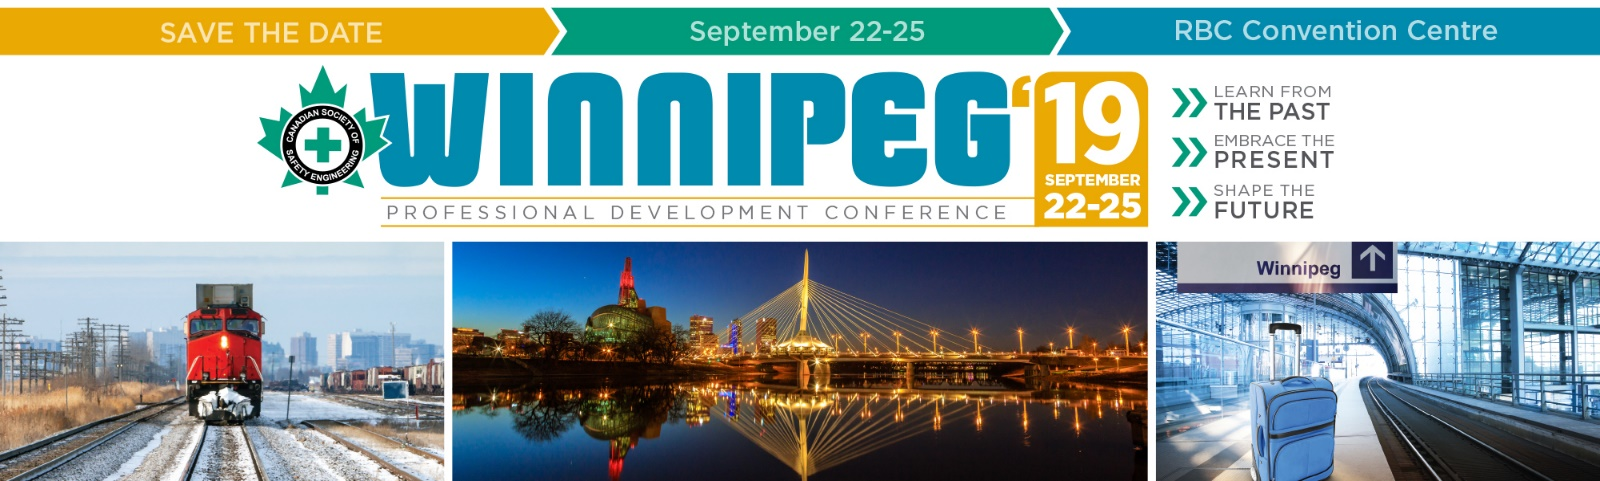 SAVE THE DATE
September 22-25
RBC Convention Centre
CANADIAN SOCIETY OF
SAFETY ENGINEERING
WINNIPEG
‘19
SEPTEMBER
22-25
PROFESSIONAL DEVELOPMENT CONFERENCE
LEARN FROM
THE PAST
EMBRACE THE
PRESENT
SHAPE THE
FUTURE
Winnipeg